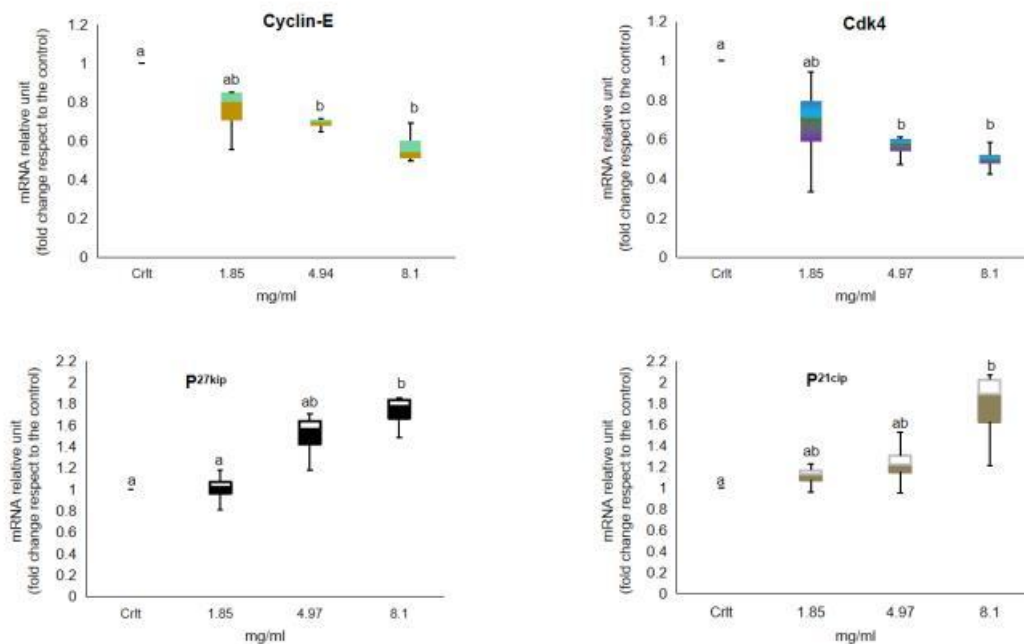 Cyclin-E
mRNA relative unit
(fold change respect to the control)
1.2
1
0.8
0.6
0.4
0.2
0
a
ab
b
b
Crlt
1.85
4.94
8.1
mg/ml
Cdk4
mRNA relative unit
(fold change respect to the control)
1.2
1
0.8
0.6
0.4
0.2
0
a
ab
b
b
Crlt
1.85
4.97
8.1
mg/ml
P27kip
mRNA relative unit
(fold change respect to the control)
2.2
2
1.8
1.6
1.4
1.2
1
0.8
0.6
0.4
0.2
0
a
a
ab
b
Crlt
1.85
4.97
8.1
mg/ml
P21cip
mRNA relative unit
(fold change respect to the control)
2.2
2
1.8
1.6
1.4
1.2
1
0.8
0.6
0.4
0.2
0
a
ab
ab
b
Crlt
1.85
4.97
8.1
mg/ml